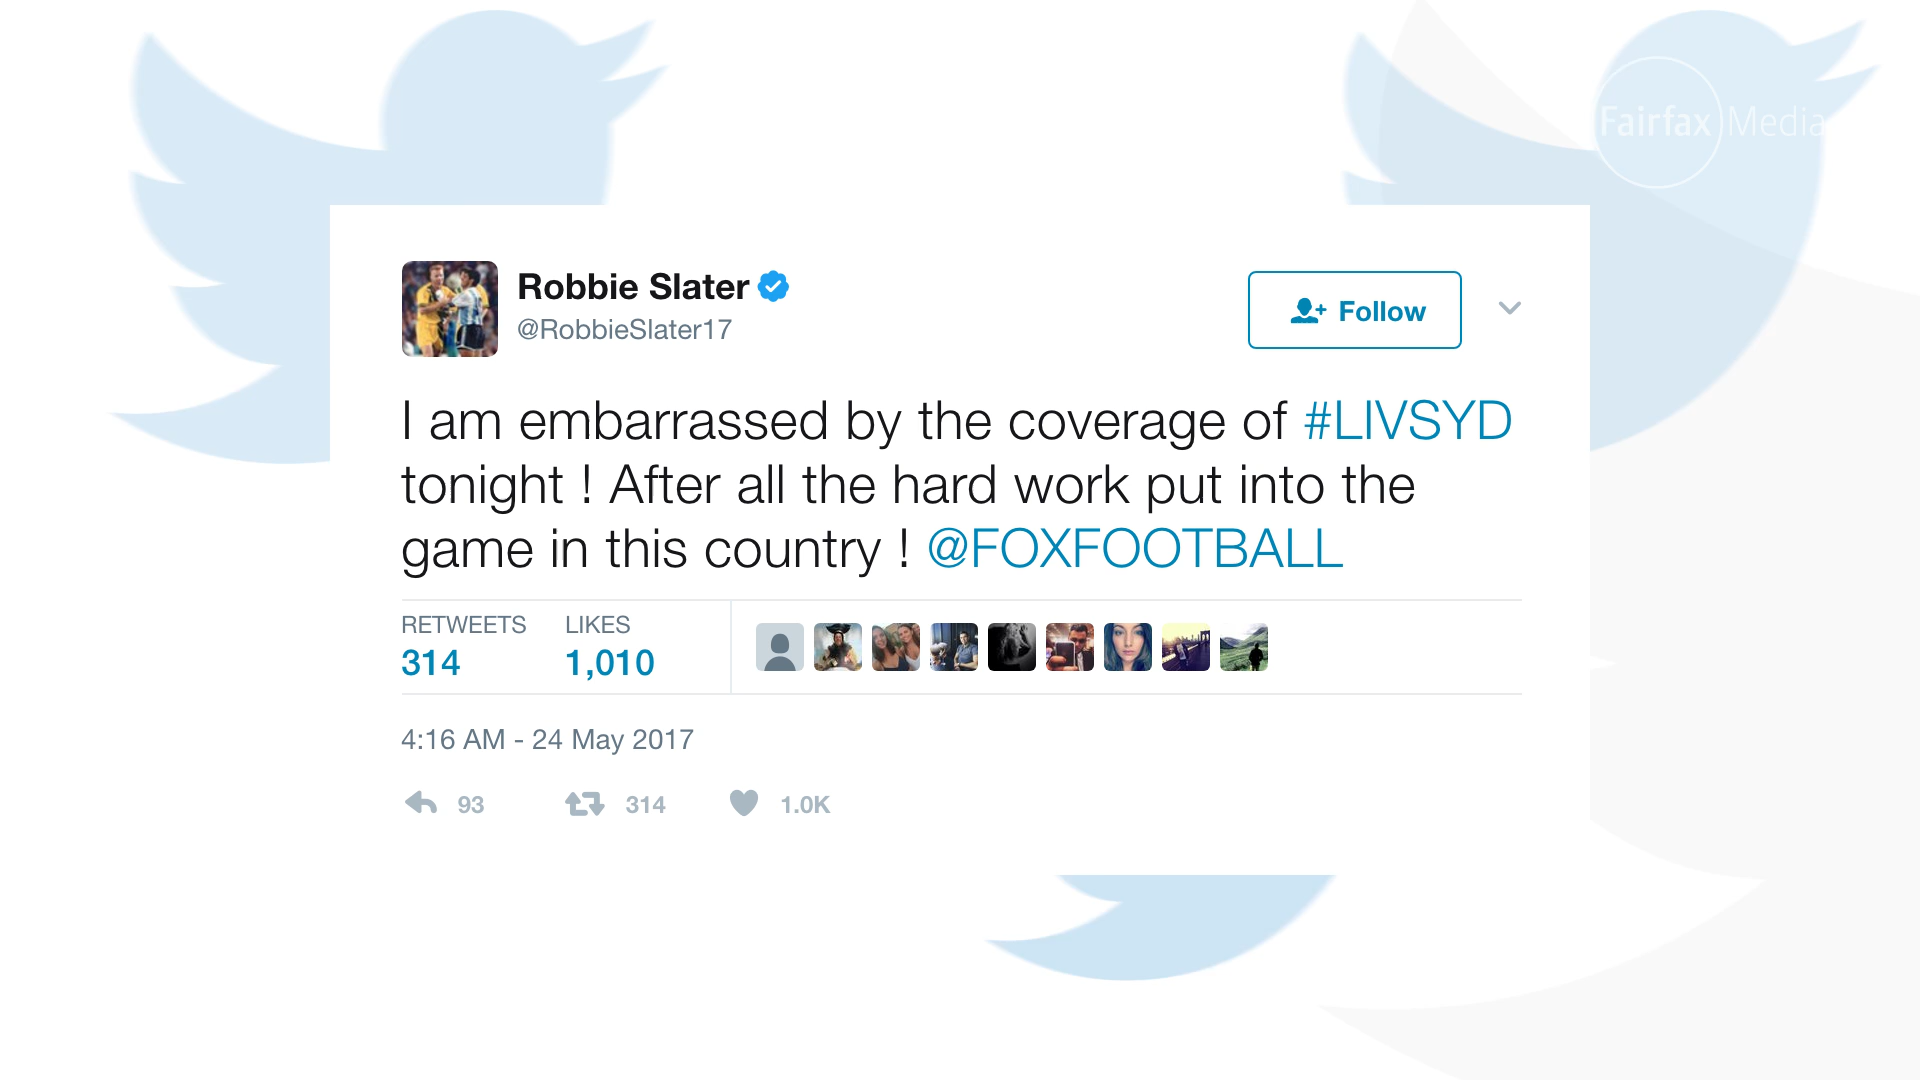 Fairfax Media
Robbie Slater
@RobbieSlater17
Follow
I am embarrassed by the coverage of #LIVSYD
tonight ! After all the hard work put into the
game in this country ! @FOXFOOTBALL
RETWEETS LIKES
314 1,010
4:16 AM - 24 May 2017
93 314 1.0K